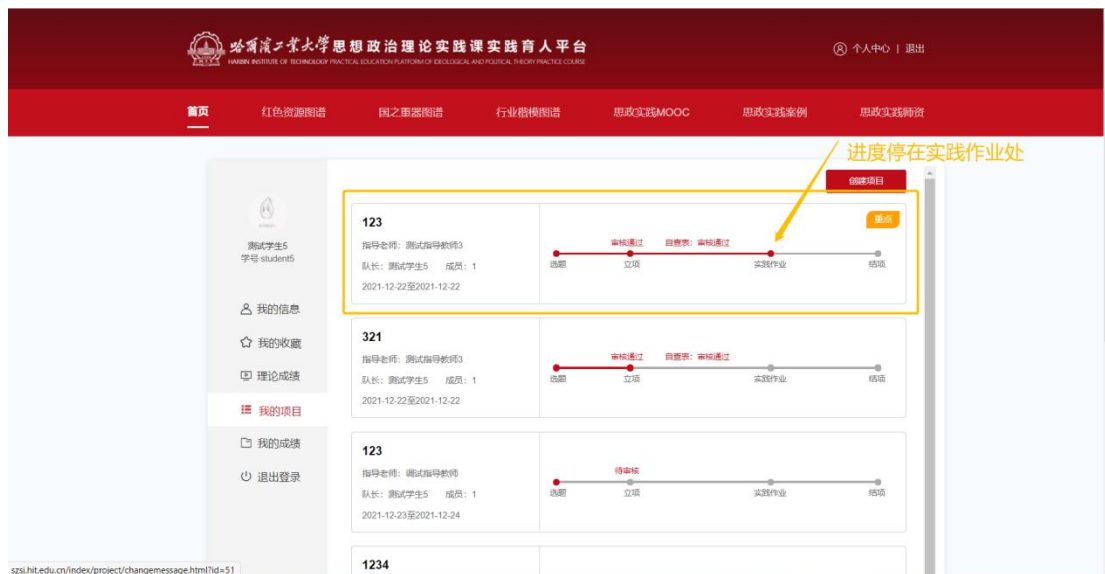 哈尔滨工业大学思想政治理论实践课实践育人平台
HARBIN INSTITUTE OF TECHNOLOGY PRACTICAL EDUCATION PLATFORM OF IDEOLOGICAL AND POLITICAL THEORY PRACTICE COURSE
个人中心 | 退出
首页 红色资源图谱 国之重器图谱 行业楷模图谱 思政实践MOOC 思政实践案例 思政实践师资
进度停在实践作业处
创建项目
测试学生5
学号:student5
我的信息
我的收藏
理论成绩
我的项目
我的成绩
退出登录
123
重点
指导老师：测试指导教师3
队长：测试学生5 成员：1
2021-12-22至2021-12-22
审核通过 自查表：审核通过
选题 立项 实践作业 结项
321
指导老师：测试指导教师3
队长：测试学生5 成员：1
2021-12-22至2021-12-22
审核通过 自查表：审核通过
选题 立项 实践作业 结项
123
指导老师：调试指导教师
队长：测试学生5 成员：1
2021-12-23至2021-12-24
待审核
选题 立项 实践作业 结项
1234
szsj.hit.edu.cn/index/project/changemessage.html?id=51